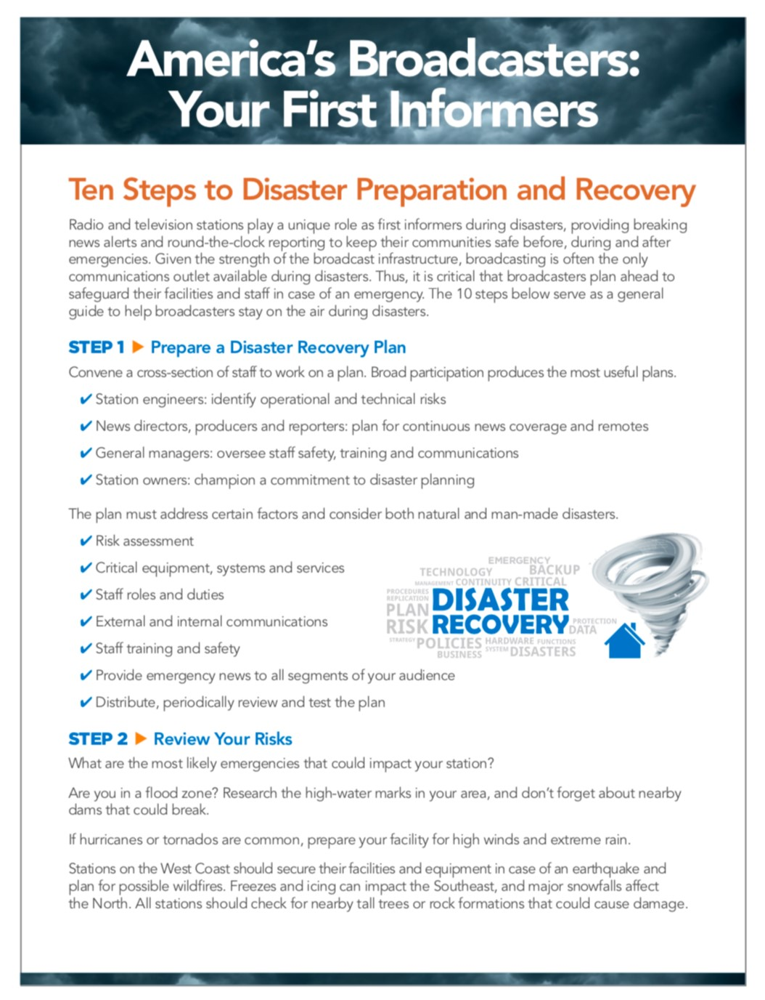 America's Broadcasters:
Your First Informers
Ten Steps to Disaster Preparation and Recovery
Radio and television stations play a unique role as first informers during disasters, providing breaking
news alerts and round-the-clock reporting to keep their communities safe before, during and after
emergencies. Given the strength of the broadcast infrastructure, broadcasting is often the only
communications outlet available during disasters. Thus, it is critical that broadcasters plan ahead to
safeguard their facilities and staff in case of an emergency. The 10 steps below serve as a general
guide to help broadcasters stay on the air during disasters.
STEP 1 ▶ Prepare a Disaster Recovery Plan
Convene a cross-section of staff to work on a plan. Broad participation produces the most useful plans.
✔ Station engineers: identify operational and technical risks
✔ News directors, producers and reporters: plan for continuous news coverage and remotes
✔ General managers: oversee staff safety, training and communications
✔ Station owners: champion a commitment to disaster planning
The plan must address certain factors and consider both natural and man-made disasters.
✔ Risk assessment
✔ Critical equipment, systems and services
✔ Staff roles and duties
✔ External and internal communications
✔ Staff training and safety
✔ Provide emergency news to all segments of your audience
✔ Distribute, periodically review and test the plan
EMERGENCY
TECHNOLOGY BACKUP
MANAGEMENT CONTINUITY CRITICAL
PROCEDURES
REPLICATION
PLAN DISASTER
RISK RECOVERY
PROTECTION
DATA
STRATEGY POLICIES HARDWARE FUNCTIONS
BUSINESS SYSTEM DISASTERS
STEP 2 ▶ Review Your Risks
What are the most likely emergencies that could impact your station?
Are you in a flood zone? Research the high-water marks in your area, and don't forget about nearby
dams that could break.
If hurricanes or tornados are common, prepare your facility for high winds and extreme rain.
Stations on the West Coast should secure their facilities and equipment in case of an earthquake and
plan for possible wildfires. Freezes and icing can impact the Southeast, and major snowfalls affect
the North. All stations should check for nearby tall trees or rock formations that could cause damage.